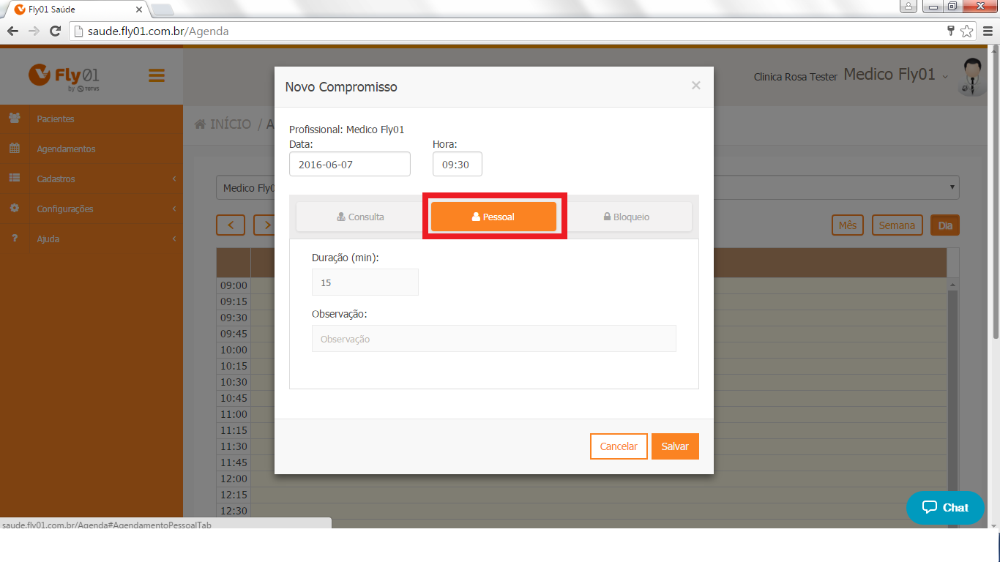 Fly01 Saúde
saude.fly01.com.br/Agenda
Fly01
by TOTVS
Clinica Rosa Tester Medico Fly01
Pacientes
Agendamentos
Cadastros
Configurações
? Ajuda
INÍCIO / A
Medico Fly0
< >
Mês Semana Dia
Novo Compromisso ×
Profissional: Medico Fly01
Data: Hora:
2016-06-07 09:30
Consulta Pessoal Bloqueio
Duração (min):
15
Observação:
Observação
Cancelar Salvar
09:00
09:15
09:30
09:45
10:00
10:15
10:30
10:45
11:00
11:15
11:30
11:45
12:00
12:15
12:30
Chat
saude.fly01.com.br/Agenda#AgendamentoPessoalTab